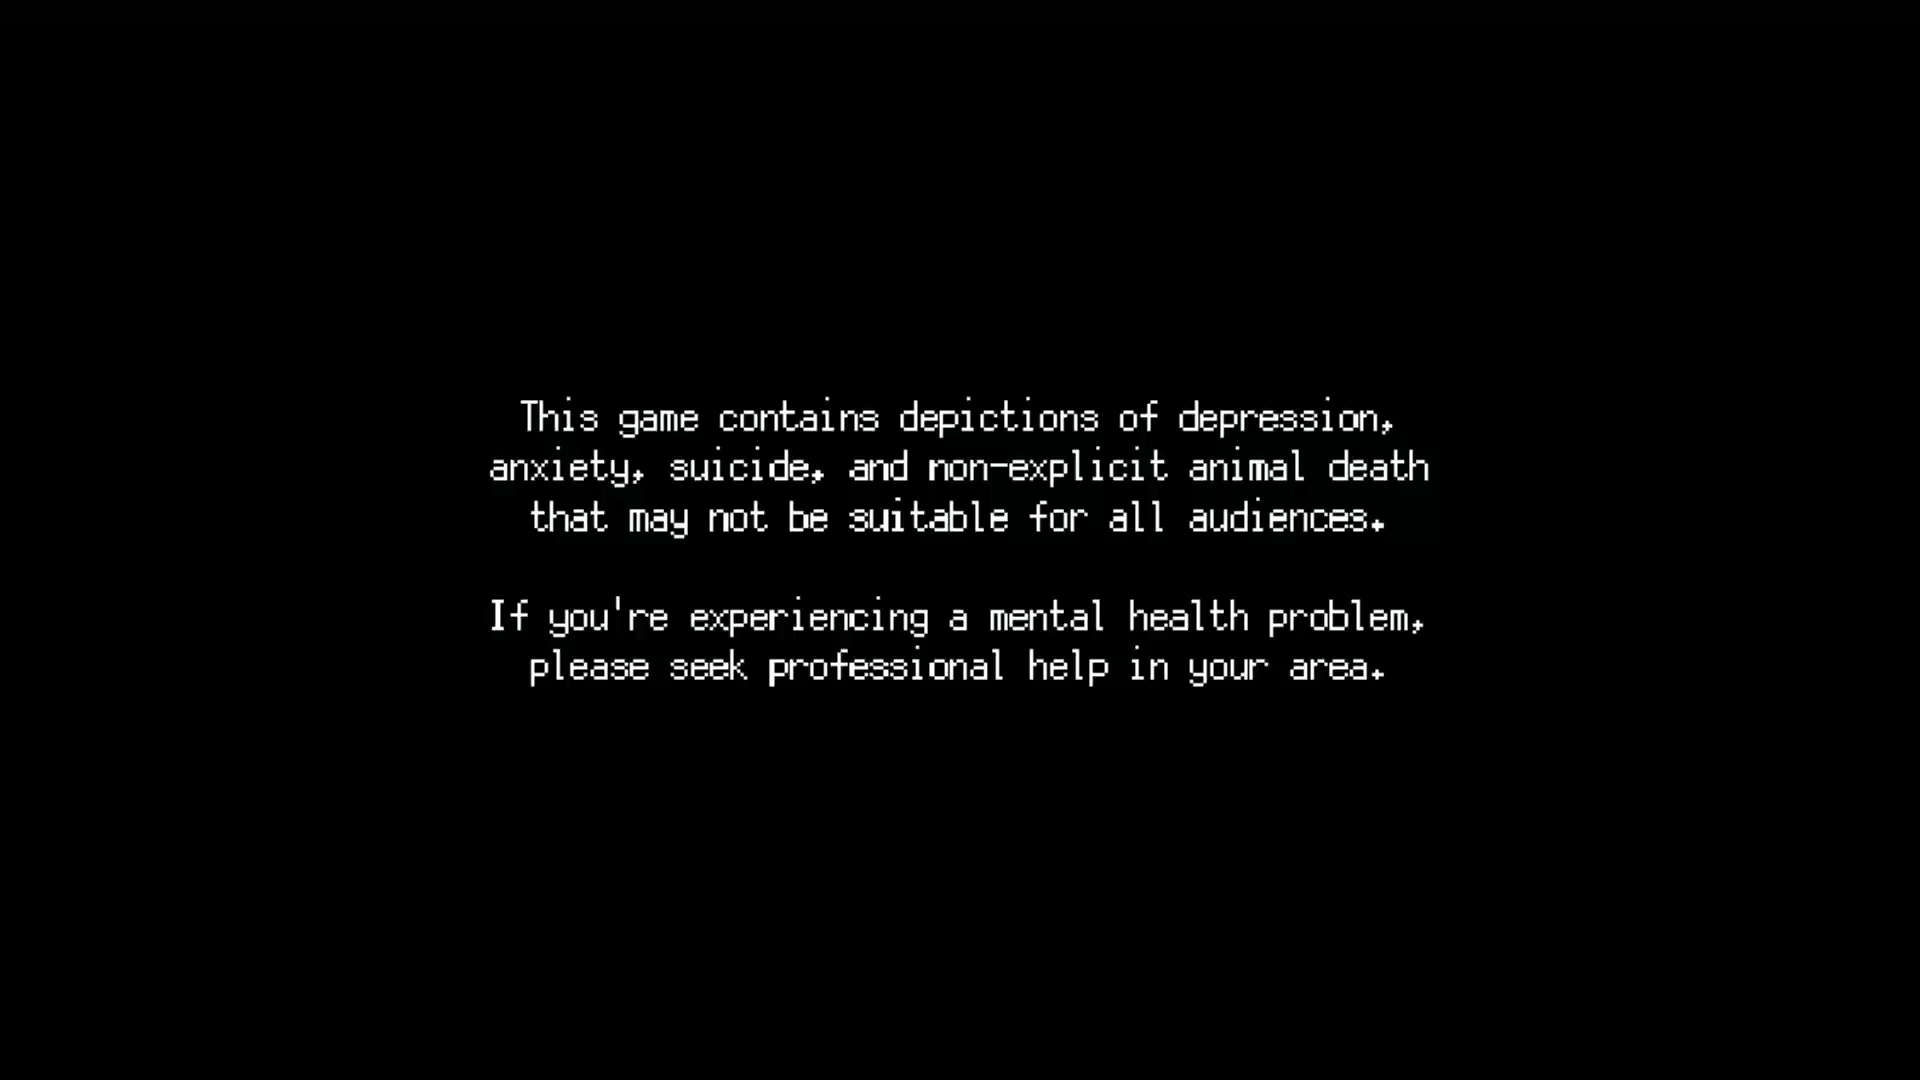 This game contains depictions of depression,
anxiety, suicide, and non-explicit animal death
that may not be suitable for all audiences.
If you're experiencing a mental health problem,
please seek professional help in your area.